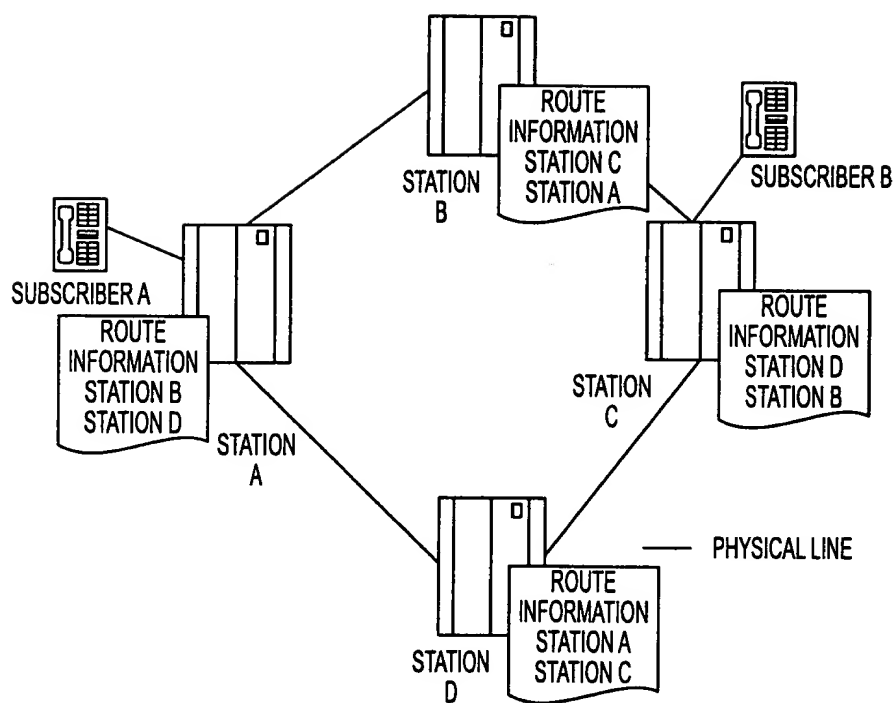 ROUTE
INFORMATION
STATION C
STATION A
STATION
B
SUBSCRIBER B
SUBSCRIBER A
ROUTE
INFORMATION
STATION B
STATION D
STATION
A
ROUTE
INFORMATION
STATION D
STATION B
STATION
C
PHYSICAL LINE
ROUTE
INFORMATION
STATION A
STATION C
STATION
D